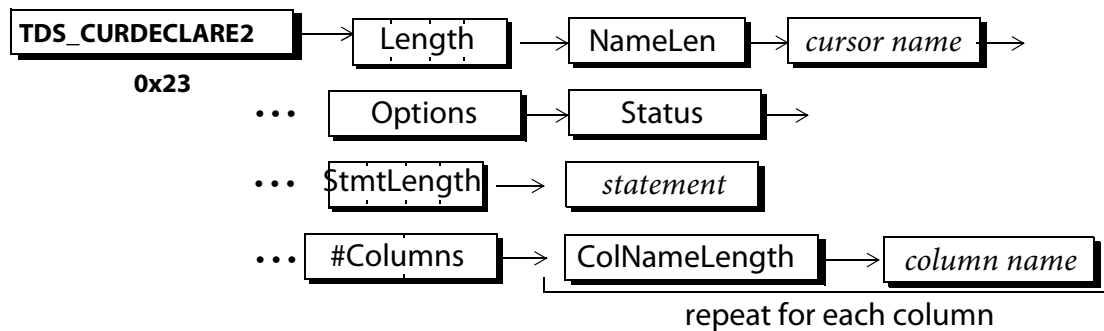 TDS_CURDECLARE2 Length NameLen cursor name
0x23
... Options Status
... StmtLength statement
... #Columns ColNameLength column name
repeat for each column